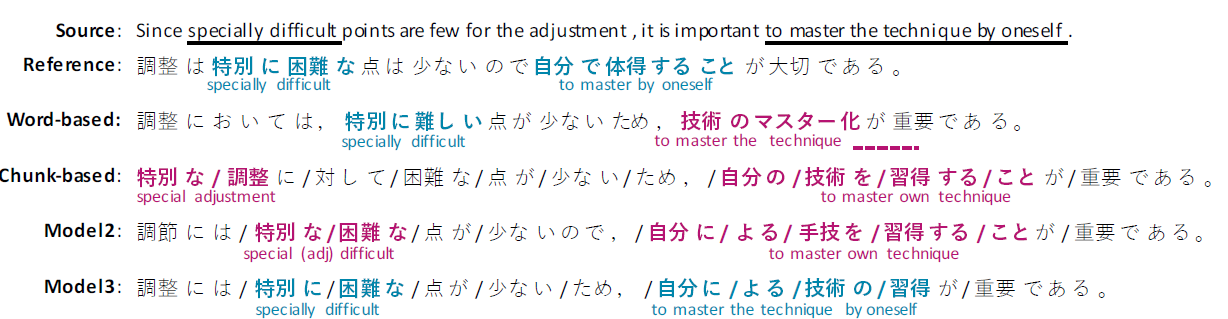 Source: Since specially difficult points are few for the adjustment , it is important to master the technique by oneself .
Reference: 調整 は 特別 に 困難 な 点 は 少ない ので 自分 で 体得する こと が 大切 で ある 。
specially difficult to master by oneself
Word-based: 調整 に お い て は , 特別 に 難し い 点 が 少ない ため , 技術 の マスター 化 が 重要 で あ る 。
specially difficult to master the technique
Chunk-based: 特別 な / 調整 に / 対 し て / 困難 な / 点 が / 少な い / ため , / 自分 の / 技術 を / 習得 する / こと が / 重要 で ある 。
special adjustment to master own technique
Model2: 調節 に は / 特別 な / 困難 な / 点 が / 少な い ので , / 自分 に / よ る / 手技 を / 習得 する / こと が / 重要 で あ る 。
special (adj) difficult to master own technique
Model3: 調整 に は / 特別 に / 困難 な / 点 が / 少な い / ため , / 自分 に / よ る / 技術 の / 習得 が / 重要 で あ る 。
specially difficult to master the technique by oneself